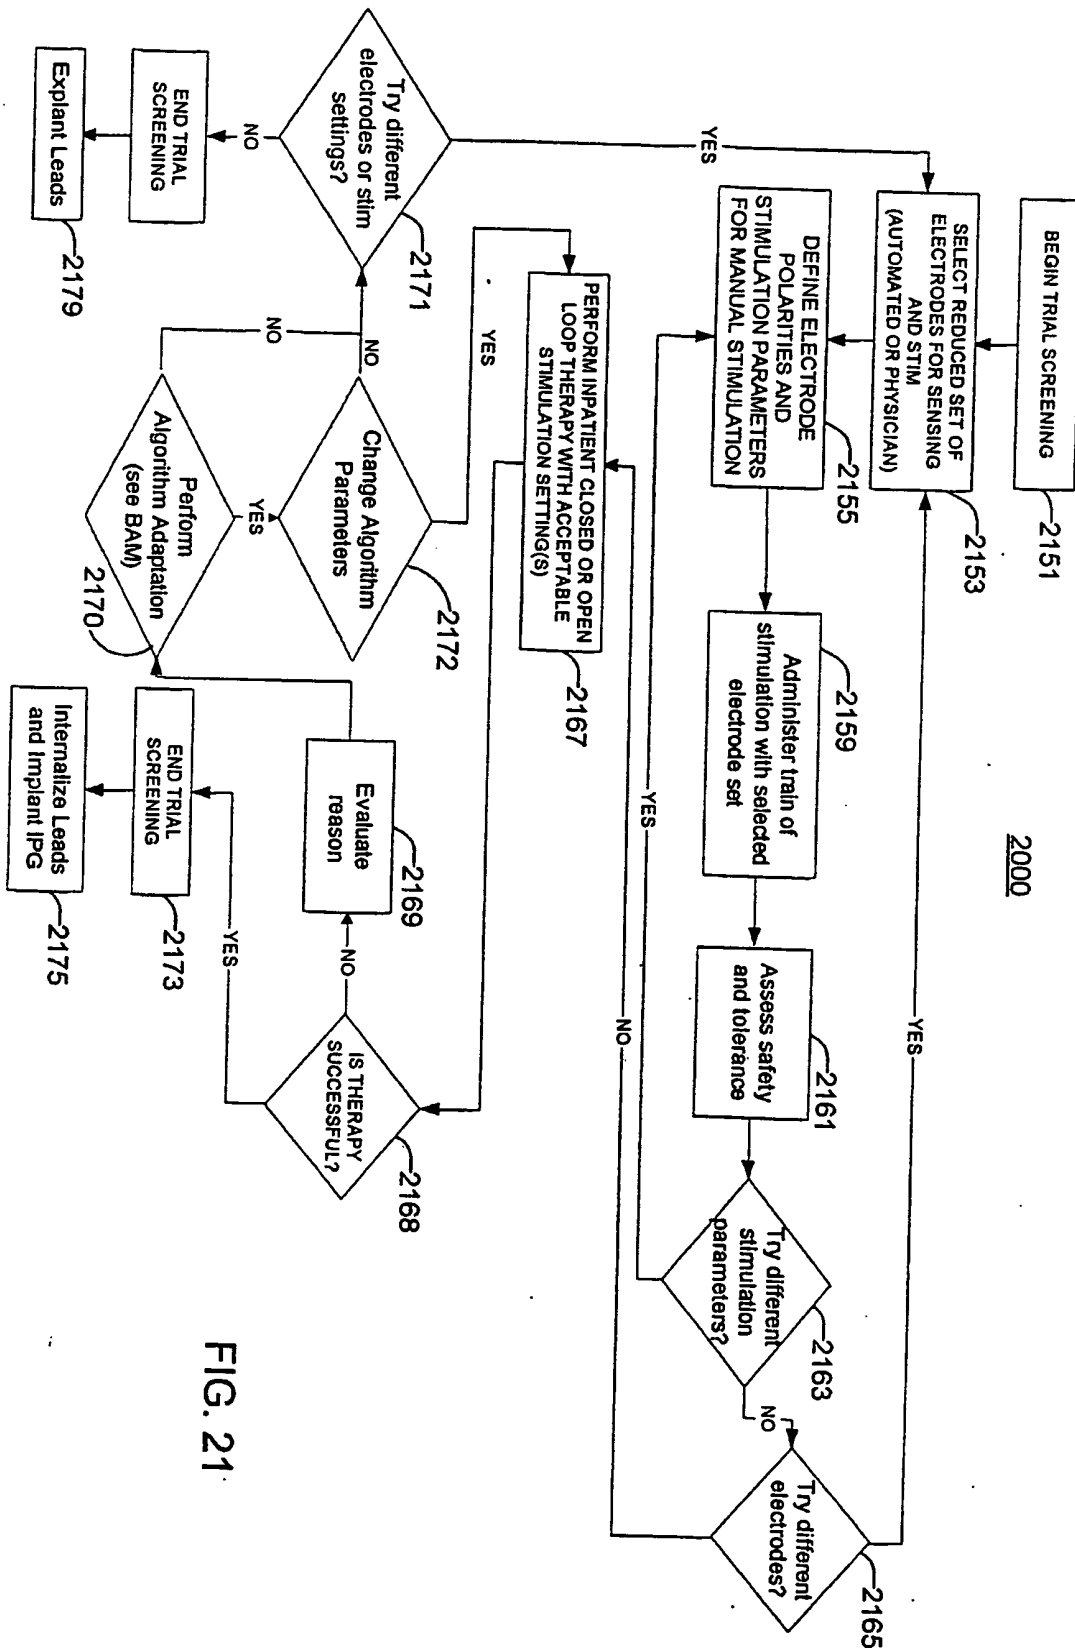 2000
BEGIN TRIAL SCREENING
2151
SELECT REDUCED SET OF
ELECTRODES FOR SENSING
AND STIM
(AUTOMATED OR PHYSICIAN)
2153
DEFINE ELECTRODE
POLARITIES AND
STIMULATION PARAMETERS
FOR MANUAL STIMULATION
2155
Administer train of
stimulation with selected
electrode set
2159
Assess safety
and tolerance
2161
Try different
stimulation
parameters?
2163
NO
YES
Try different
electrodes?
2165
YES
NO
PERFORM INPATIENT CLOSED OR OPEN
LOOP THERAPY WITH ACCEPTABLE
STIMULATION SETTING(S)
2167
IS THERAPY
SUCCESSFUL?
2168
NO
YES
Evaluate
reason
2169
Perform
Algorithm Adaptation
(see BAM)
2170
YES
NO
Change Algorithm
Parameters
2172
YES
NO
Try different
electrodes or stim
settings?
2171
YES
NO
END TRIAL
SCREENING
Explant Leads
2179
END TRIAL
SCREENING
2173
Internalize Leads
and Implant IPG
2175
FIG. 21